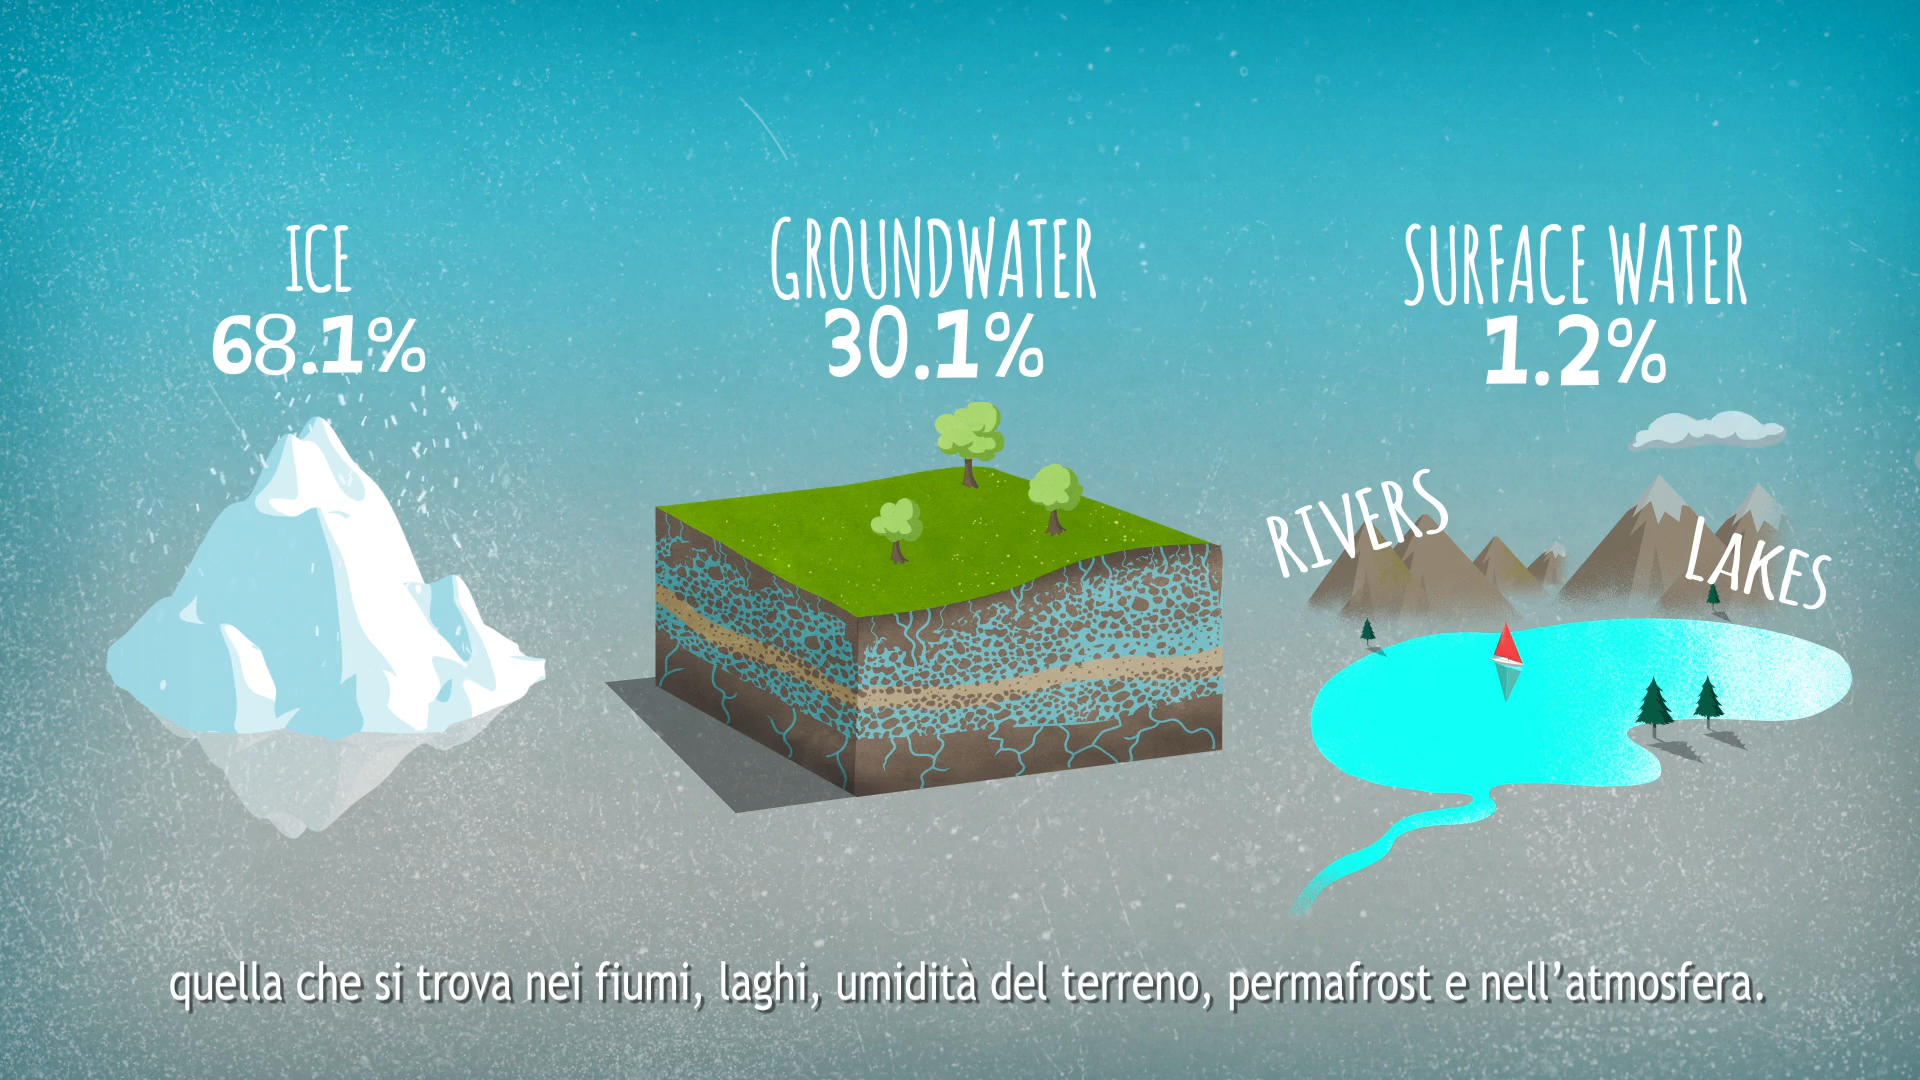 ICE
68.1%
GROUNDWATER
30.1%
SURFACE WATER
1.2%
RIVERS
LAKES
quella che si trova nei fiumi, laghi, umidità del terreno, permafrost e nell’atmosfera.